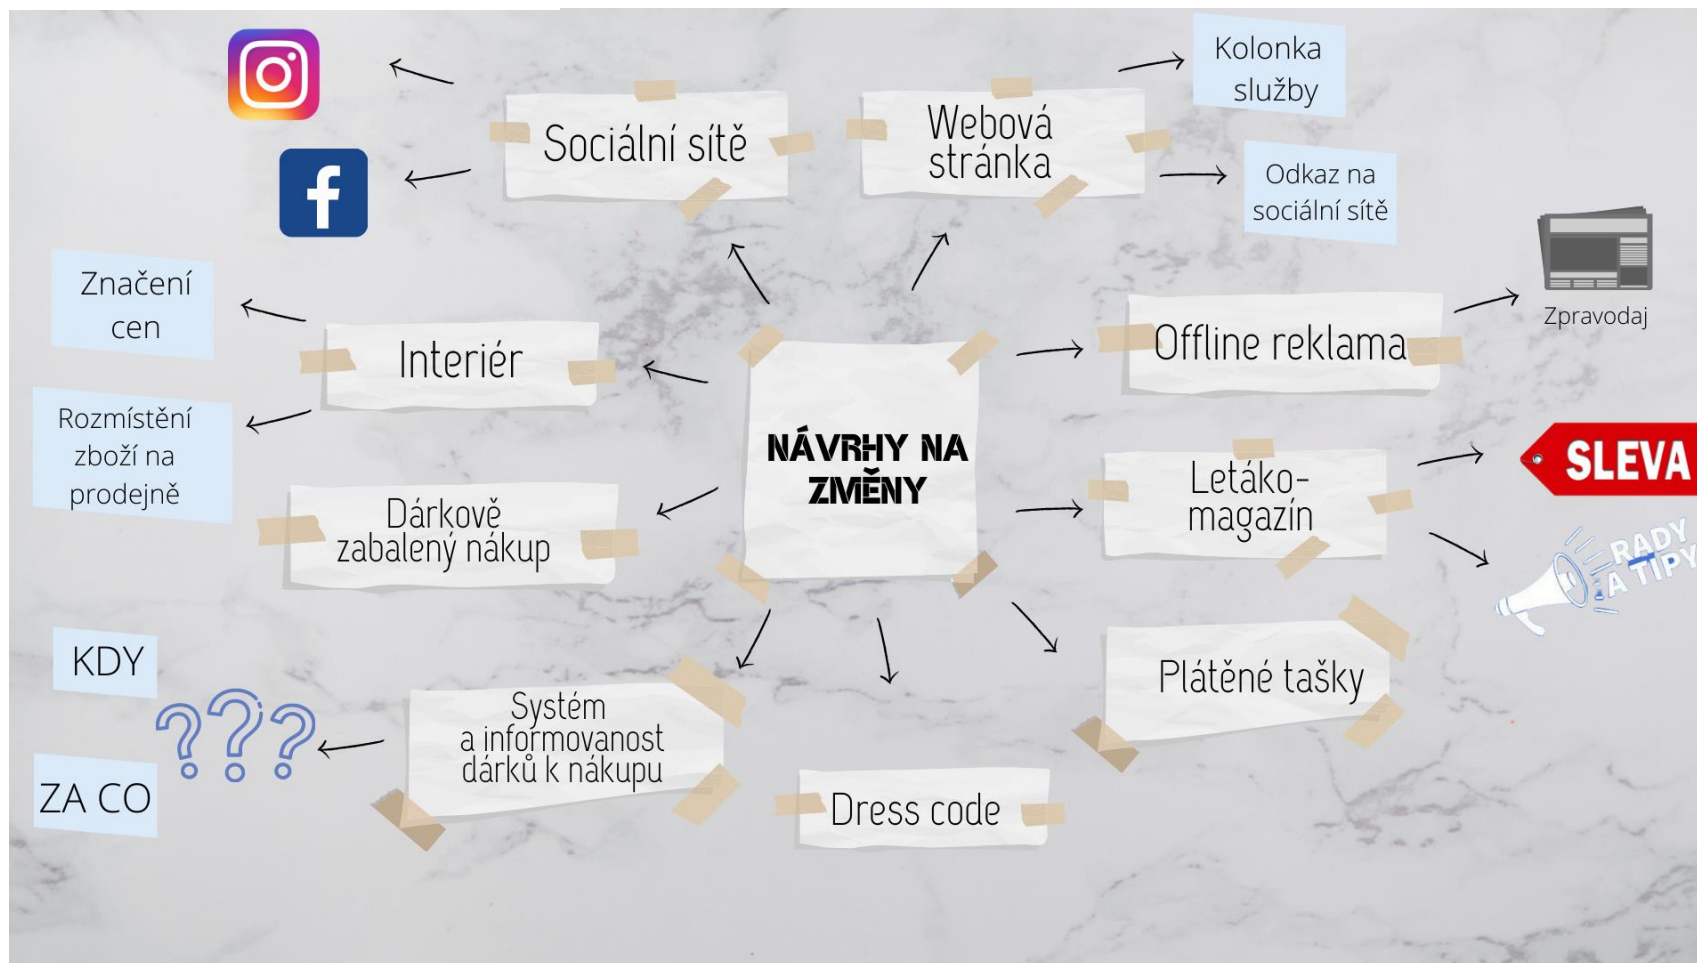 Kolonka
služby
Sociální sítě
Webová
stránka
Odkaz na
sociální sítě
Značení
cen
Interiér
Offline reklama
Zpravodaj
Rozmístění
zboží na
prodejně
NÁVRHY NA
ZMĚNY
SLEVA
Letáko-
magazín
Dárkově
zabalený nákup
RADY
A TIPY
KDY
Plátěné tašky
Systém
a informovanost
dárků k nákupu
ZA CO
Dress code
???